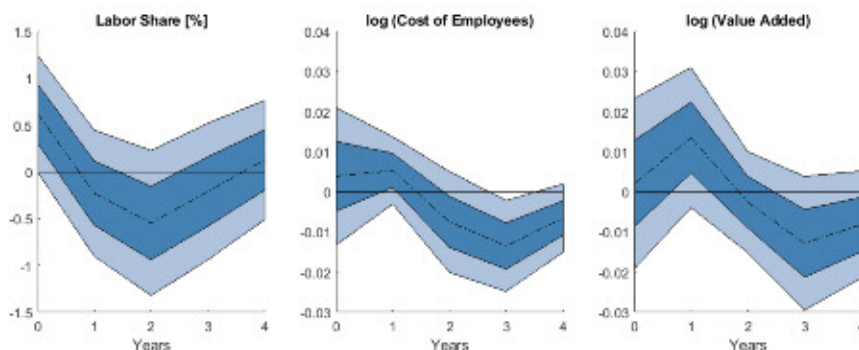 Labor Share [%]
1.5
1
0.5
0
-0.5
-1
-1.5
0 1 2 3 4
Years
log (Cost of Employees)
0.04
0.03
0.02
0.01
0
-0.01
-0.02
-0.03
0 1 2 3 4
Years
log (Value Added)
0.04
0.03
0.02
0.01
0
-0.01
-0.02
-0.03
0 1 2 3 4
Years